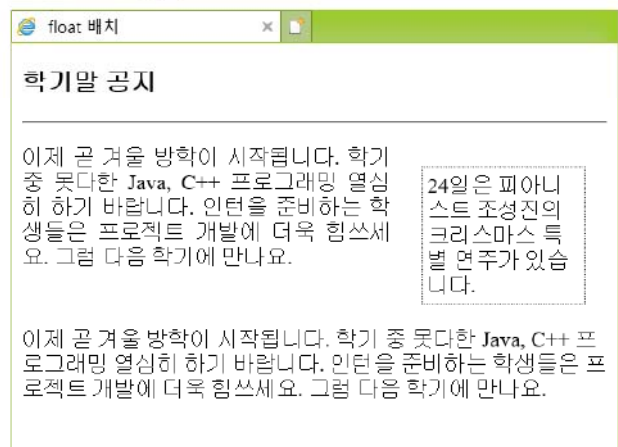 float 배치
학기말 공지
이제 곧 겨울 방학이 시작됩니다. 학기
중 못다한 Java, C++ 프로그래밍 열심
히 하기 바랍니다. 인턴을 준비하는 학
생들은 프로젝트 개발에 더욱 힘쓰세
요. 그럼 다음 학기에 만나요.
24일은 피아니
스트 조성진의
크리스마스 특
별 연주가 있습
니다.
이제 곧 겨울 방학이 시작됩니다. 학기 중 못다한 Java, C++ 프
로그래밍 열심히 하기 바랍니다. 인턴을 준비하는 학생들은 프
로젝트 개발에 더욱 힘쓰세요. 그럼 다음 학기에 만나요.